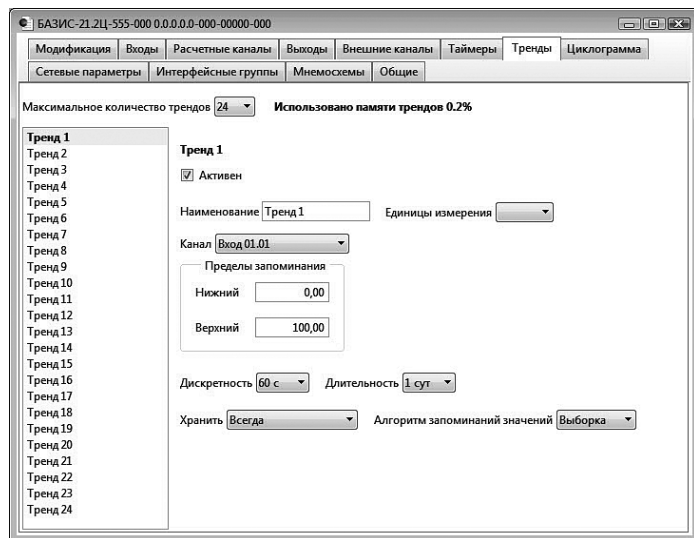 БАЗИС-21.2Ц-555-000 0.0.0.0.0-000-00000-000
Модификация Входы Расчетные каналы Выходы Внешние каналы Таймеры Тренды Циклограмма
Сетевые параметры Интерфейсные группы Мнемосхемы Общие
Максимальное количество трендов 24 Использовано памяти трендов 0.2%
Тренд 1
Тренд 2
Тренд 3
Тренд 4
Тренд 5
Тренд 6
Тренд 7
Тренд 8
Тренд 9
Тренд 10
Тренд 11
Тренд 12
Тренд 13
Тренд 14
Тренд 15
Тренд 16
Тренд 17
Тренд 18
Тренд 19
Тренд 20
Тренд 21
Тренд 22
Тренд 23
Тренд 24
Тренд 1
Активен
Наименование Тренд 1 Единицы измерения
Канал Вход 01.01
Пределы запоминания
Нижний 0,00
Верхний 100,00
Дискретность 60 с Длительность 1 сут
Хранить Всегда Алгоритм запоминаний значений Выборка